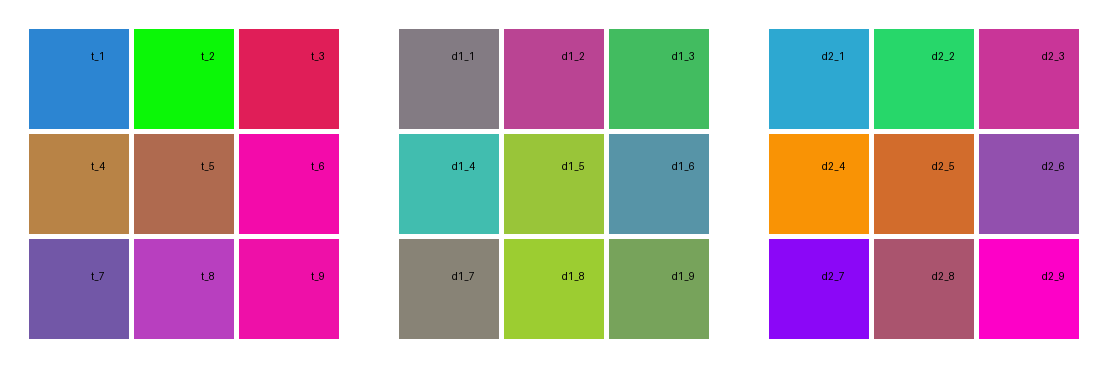 t_1 t_2 t_3 d1_1 d1_2 d1_3 d2_1 d2_2 d2_3
t_4 t_5 t_6 d1_4 d1_5 d1_6 d2_4 d2_5 d2_6
t_7 t_8 t_9 d1_7 d1_8 d1_9 d2_7 d2_8 d2_9